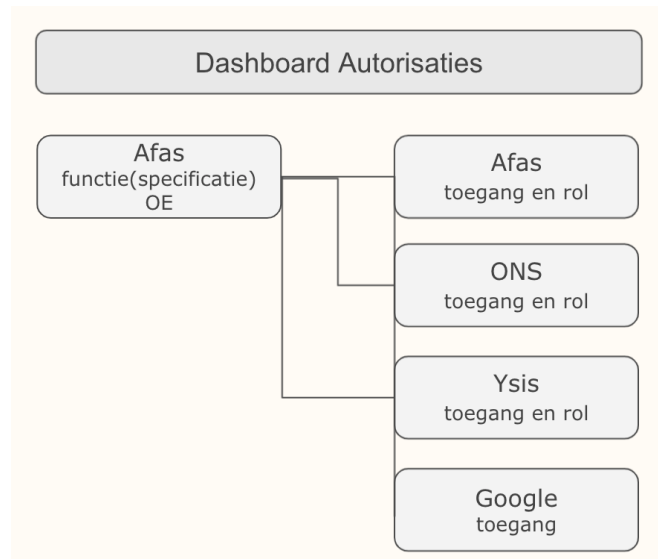 Dashboard Autorisaties
Afas
functie(specificatie)
OE
Afas
toegang en rol
ONS
toegang en rol
Ysis
toegang en rol
Google
toegang